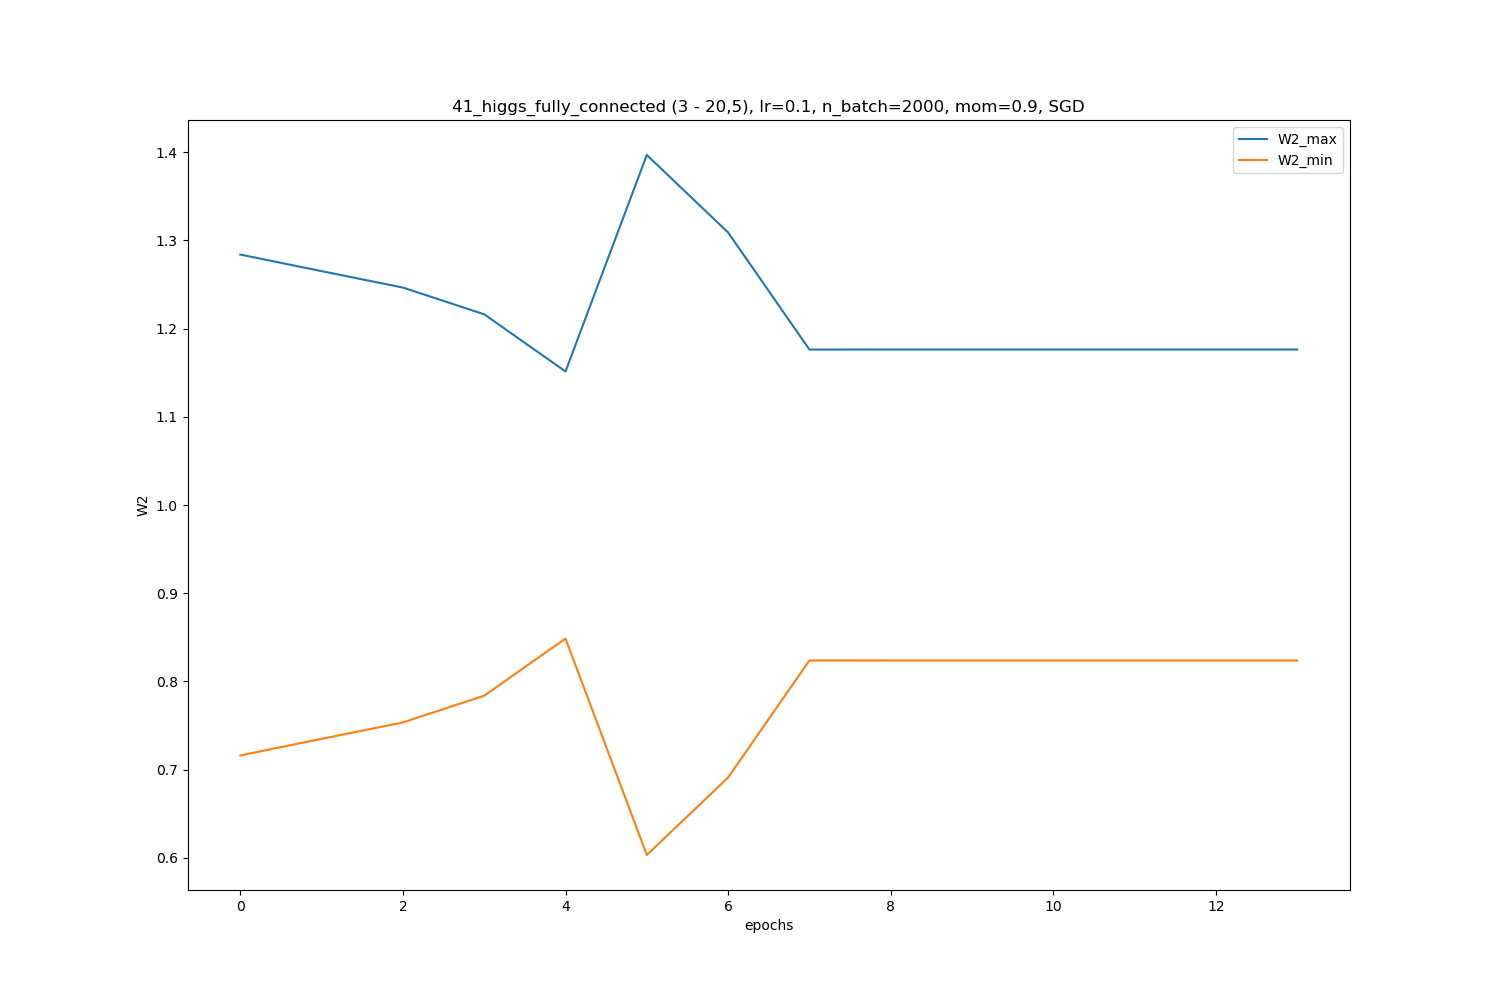 41_higgs_fully_connected (3 - 20,5), lr=0.1, n_batch=2000, mom=0.9, SGD
W2_max
W2_min
1.4
1.3
1.2
1.1
1.0
0.9
0.8
0.7
0.6
W2
0 2 4 6 8 10 12
epochs